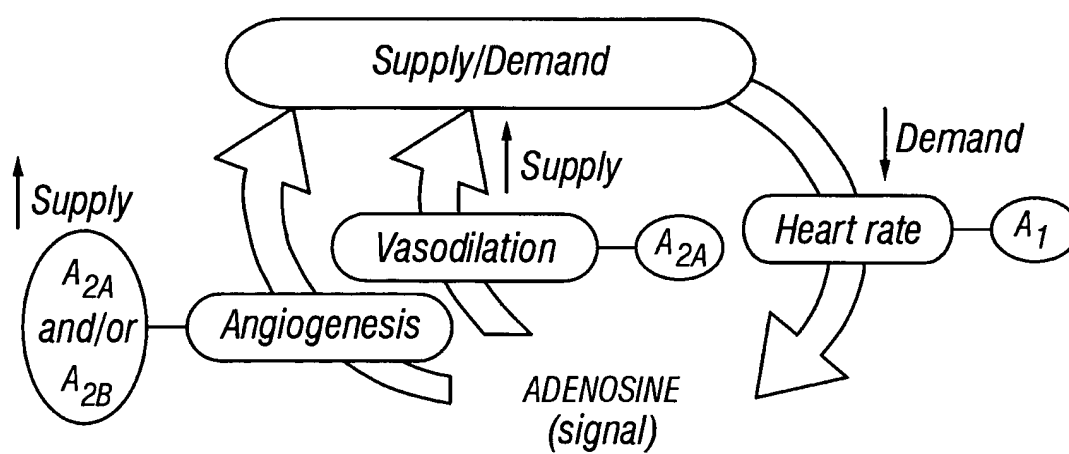 Supply/Demand
↑ Supply
↑ Supply
↓ Demand
Vasodilation
A2A
Heart rate
A1
A2A
and/or
A2B
Angiogenesis
ADENOSINE
(signal)